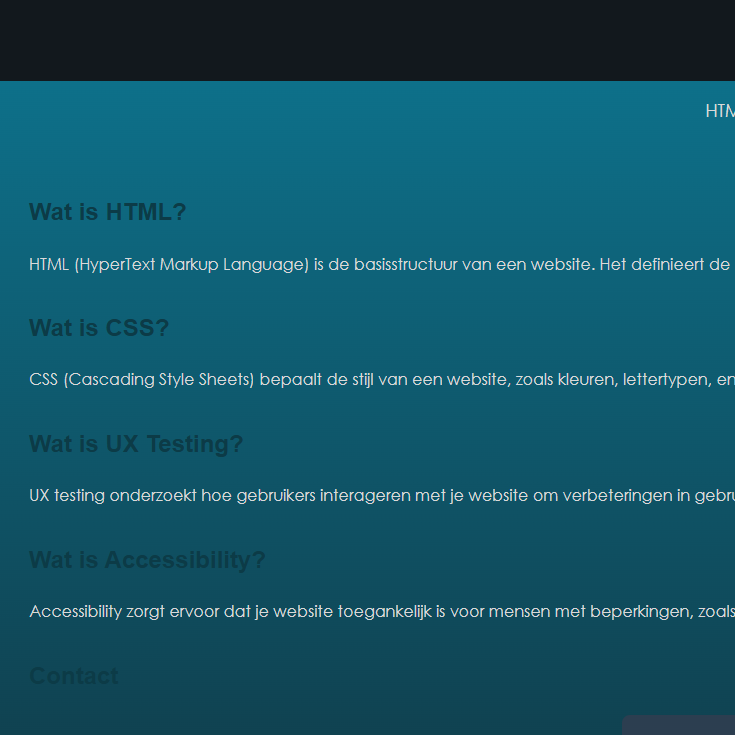 Wat is HTML?
HTML (HyperText Markup Language) is de basisstructuur van een website. Het definieert de
Wat is CSS?
CSS (Cascading Style Sheets) bepaalt de stijl van een website, zoals kleuren, lettertypen, en
Wat is UX Testing?
UX testing onderzoekt hoe gebruikers interageren met je website om verbeteringen in
Wat is Accessibility?
Accessibility zorgt ervoor dat je website toegankelijk is voor mensen met beperkingen, zoals
Contact